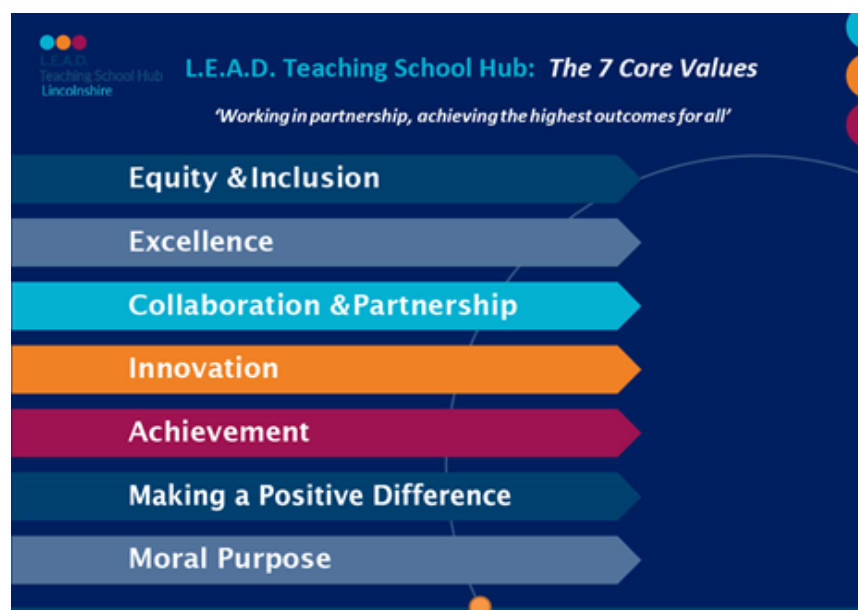 L.E.A.D.
Teaching School Hub
Lincolnshire
L.E.A.D. Teaching School Hub: The 7 Core Values
‘Working in partnership, achieving the highest outcomes for all’
Equity &Inclusion
Excellence
Collaboration &Partnership
Innovation
Achievement
Making a Positive Difference
Moral Purpose